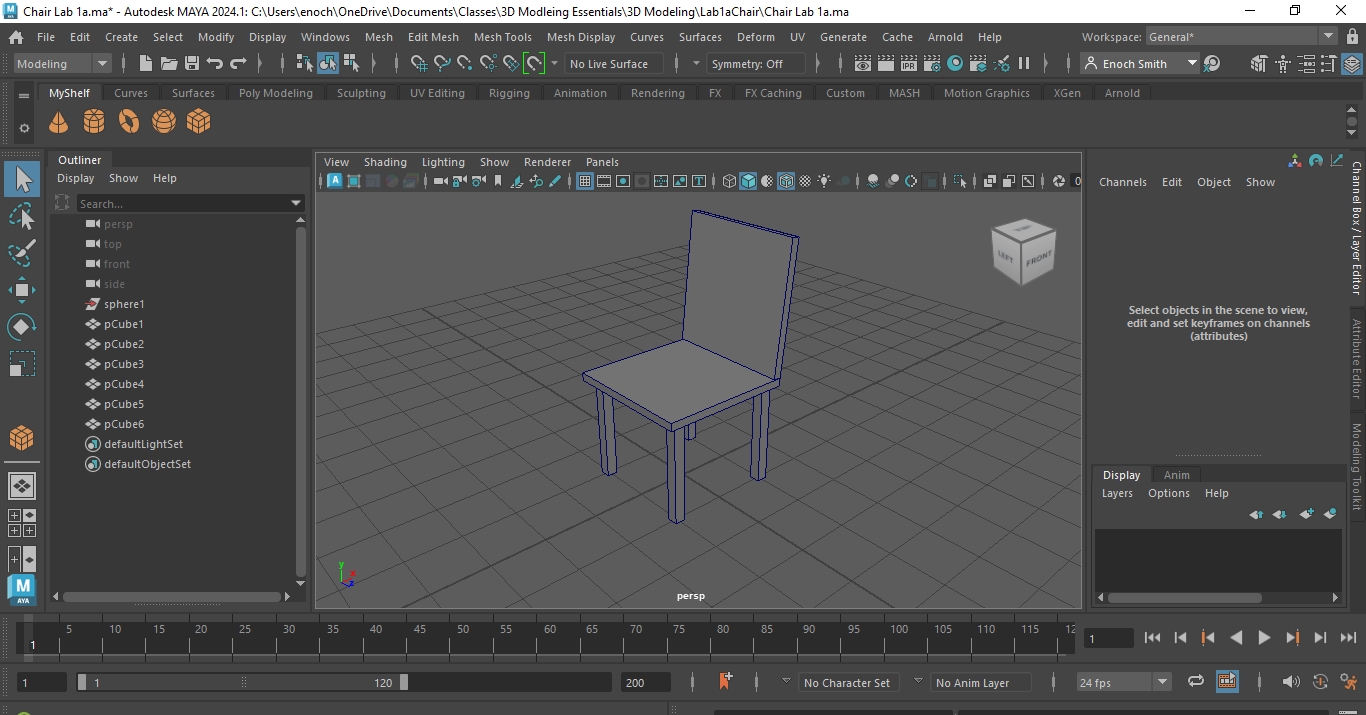 Chair Lab 1a.ma* - Autodesk MAYA 2024.1: C:\Users\enoch\OneDrive\Documents\Classes\3D Modleing Essentials\3D Modeling\Lab1aChair\Chair Lab 1a.ma
File Edit Create Select Modify Display Windows Mesh Edit Mesh Mesh Tools Mesh Display Curves Surfaces Deform UV Generate Cache Arnold Help Workspace: General*
Modeling No Live Surface Symmetry: Off IPR Enoch Smith
MyShelf Curves Surfaces Poly Modeling Sculpting UV Editing Rigging Animation Rendering FX FX Caching Custom MASH Motion Graphics XGen Arnold
Outliner
Display Show Help
Search...
persp
top
front
side
sphere1
pCube1
pCube2
pCube3
pCube4
pCube5
pCube6
defaultLightSet
defaultObjectSet
M
AYA
View Shading Lighting Show Renderer Panels
A
0
LEFT FRONT
y
x
z
persp
Channels Edit Object Show
Select objects in the scene to view,
edit and set keyframes on channels
(attributes)
Channel Box / Layer Editor
Attribute Editor
Modeling Toolkit
Display Anim
Layers Options Help
5 10 15 20 25 30 35 40 45 50 55 60 65 70 75 80 85 90 95 100 105 110 115 12
1
1
1 1 120 200 No Character Set No Anim Layer 24 fps